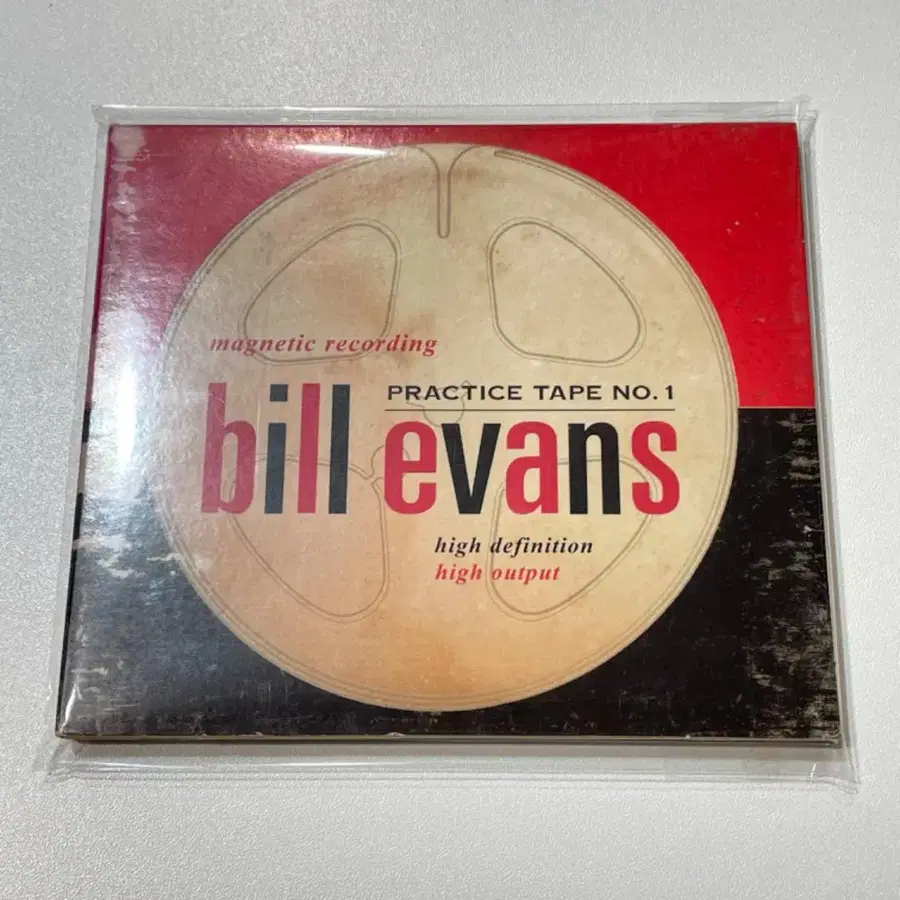 magnetic recording
PRACTICE TAPE NO. 1
bill evans
high definition
high output